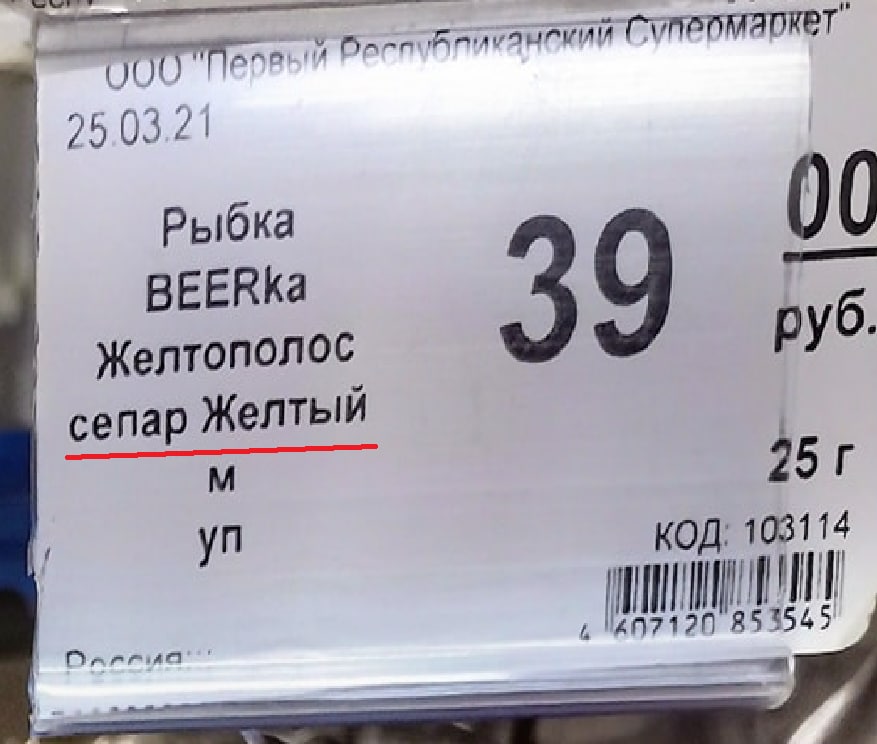 ООО "Первый Республиканский Супермаркет"
25.03.21
Рыбка
BEERka
Желтополос
сепар Желтый
м
уп
39
00
руб.
25 г
КОД: 103114
4 607120 853545
Россия